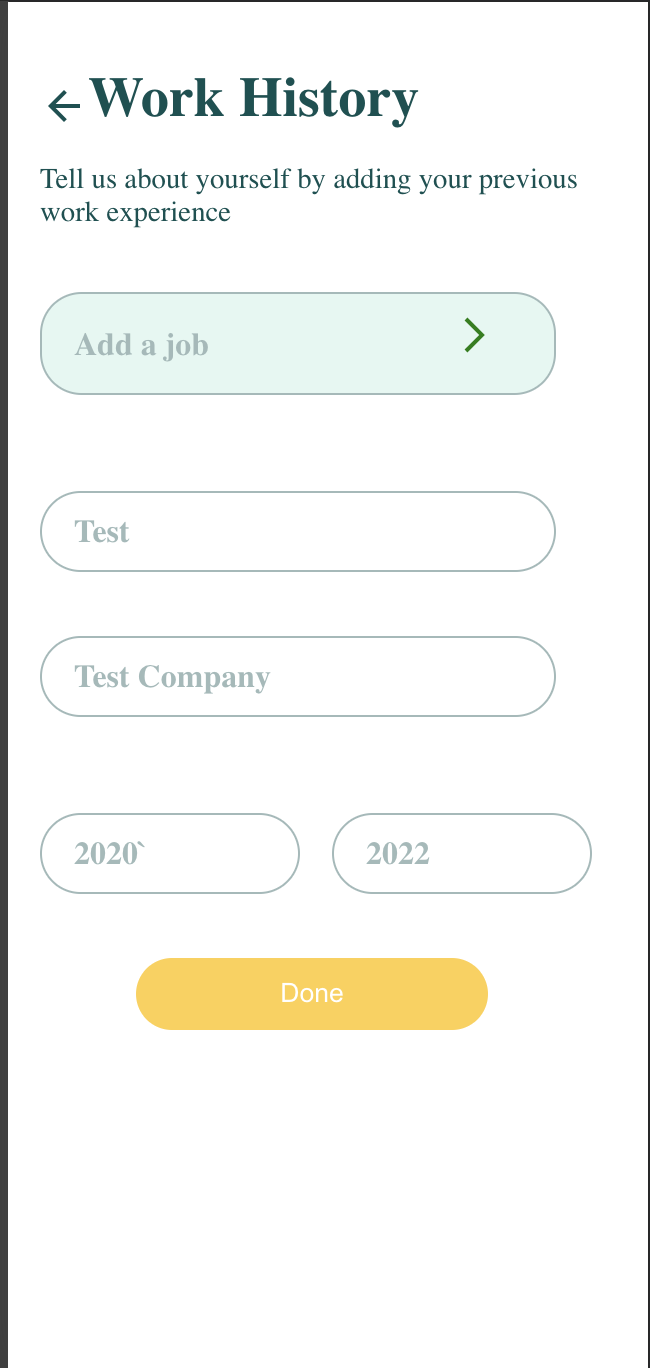 Work History
Tell us about yourself by adding your previous
work experience
Add a job
Test
Test Company
2020` 2022
Done